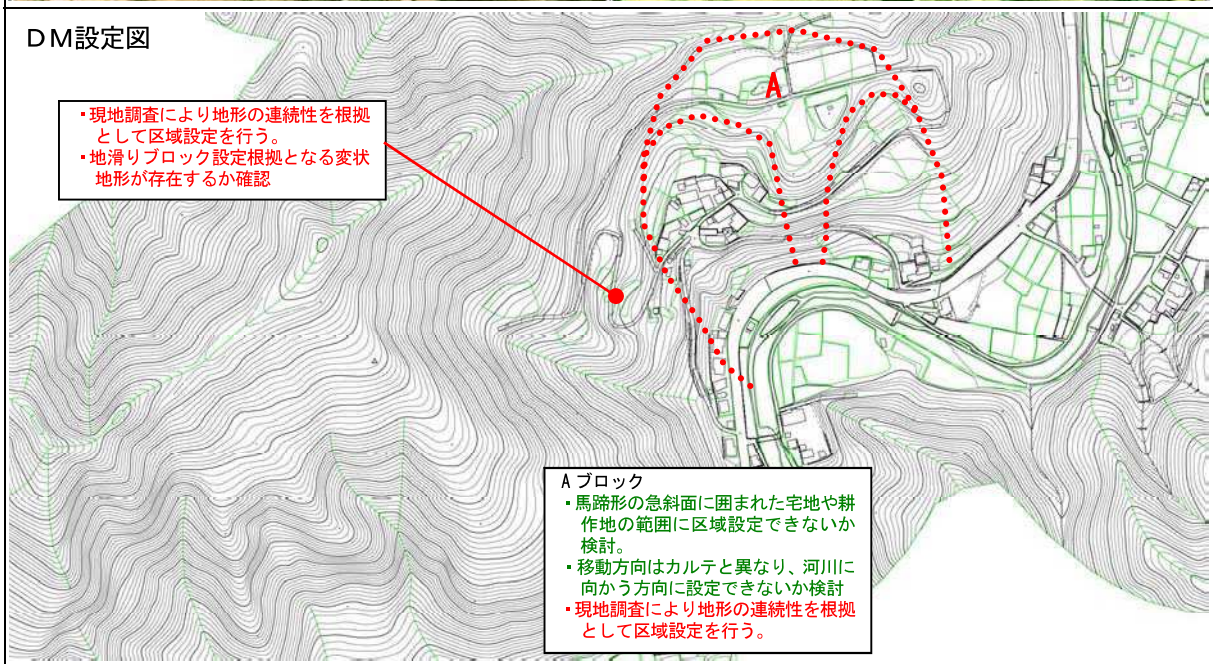 DM設定図
A
・現地調査により地形の連続性を根拠
として区域設定を行う。
・地滑りブロック設定根拠となる変状
地形が存在するか確認
Aブロック
・馬蹄形の急斜面に囲まれた宅地や耕
作地の範囲に区域設定できないか
検討。
・移動方向はカルテと異なり、河川に
向かう方向に設定できないか検討
・現地調査により地形の連続性を根拠
として区域設定を行う。